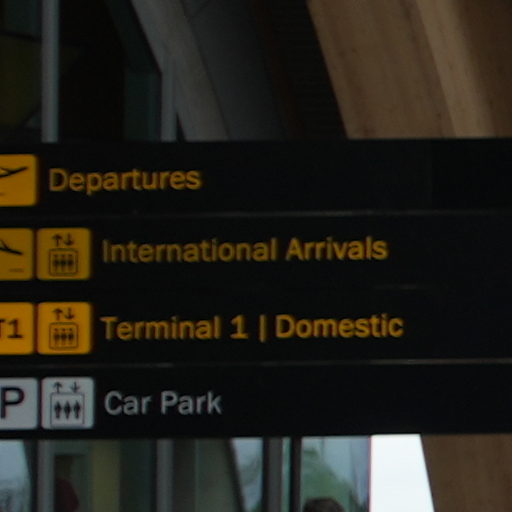 Departures
International Arrivals
T1 Terminal 1 | Domestic
P Car Park